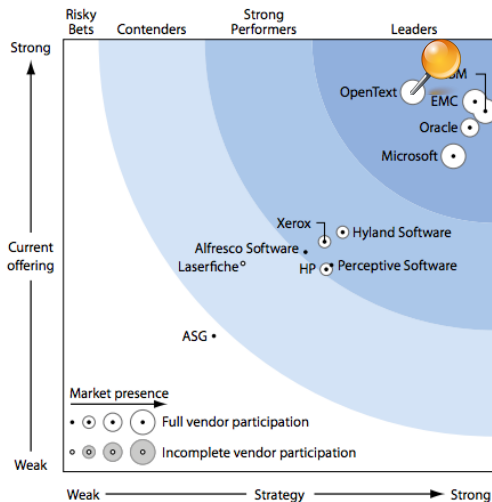 Risky Bets
Contenders
Strong Performers
Leaders
Strong
OpenText
BM
EMC
Oracle
Microsoft
Xerox
Hyland Software
Current offering
Alfresco Software
Laserfiche
HP
Perceptive Software
ASG
Market presence
Full vendor participation
Incomplete vendor participation
Weak
Weak
Strategy
Strong